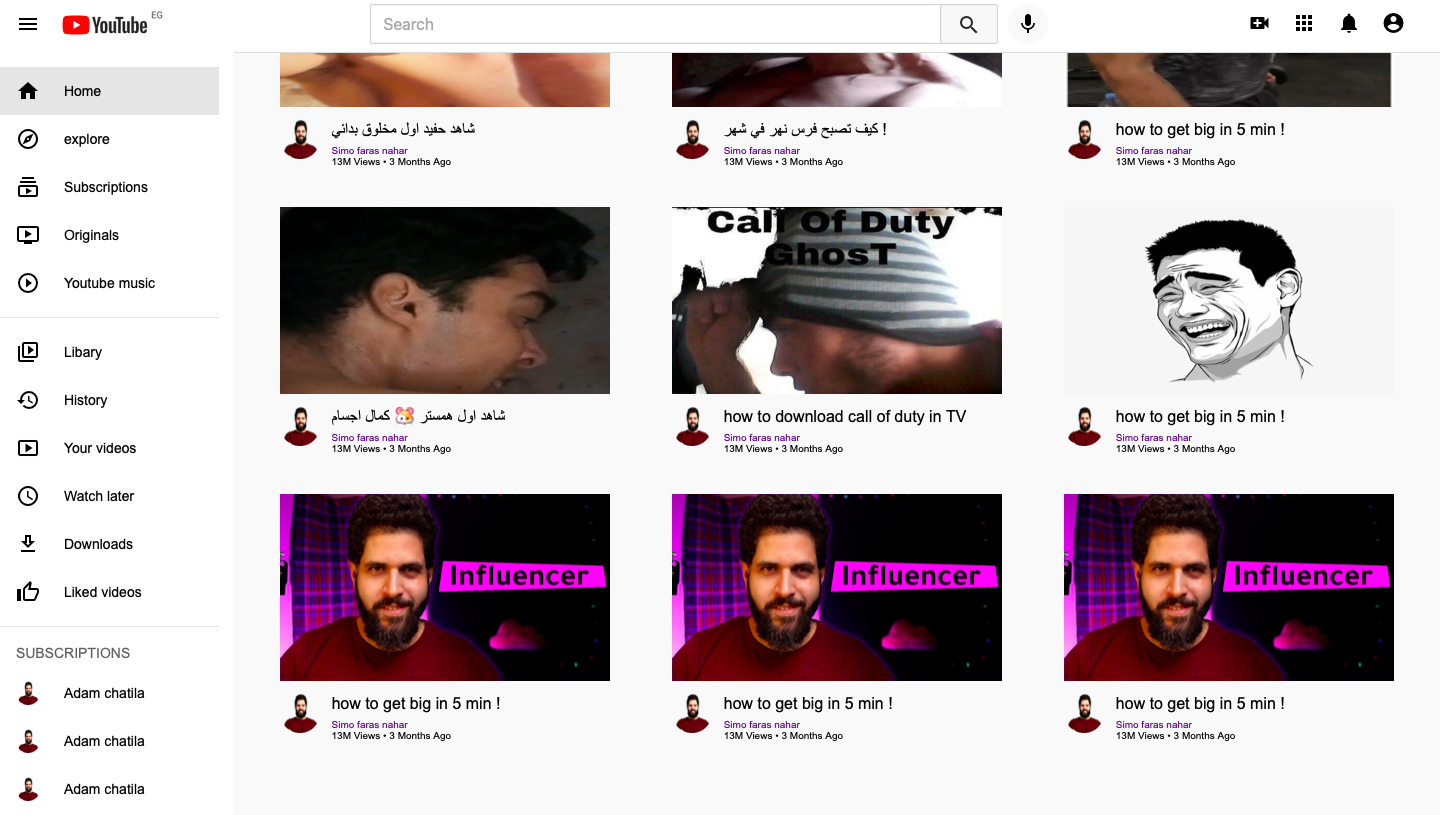 YouTube EG
Search
Home
explore
Subscriptions
Originals
Youtube music
Libary
History
Your videos
Watch later
Downloads
Liked videos
SUBSCRIPTIONS
Adam chatila
Adam chatila
Adam chatila
شاهد حفيد اول مخلوق بداني
Simo faras nahar
13M Views • 3 Months Ago
كيف تصبح فرس نهر في شهر !
Simo faras nahar
13M Views • 3 Months Ago
how to get big in 5 min !
Simo faras nahar
13M Views • 3 Months Ago
شاهد اول همستر 🐹 كمال اجسام
Simo faras nahar
13M Views • 3 Months Ago
Call Of Duty
GhosT
how to download call of duty in TV
Simo faras nahar
13M Views • 3 Months Ago
how to get big in 5 min !
Simo faras nahar
13M Views • 3 Months Ago
Influencer
how to get big in 5 min !
Simo faras nahar
13M Views • 3 Months Ago
Influencer
how to get big in 5 min !
Simo faras nahar
13M Views • 3 Months Ago
Influencer
how to get big in 5 min !
Simo faras nahar
13M Views • 3 Months Ago